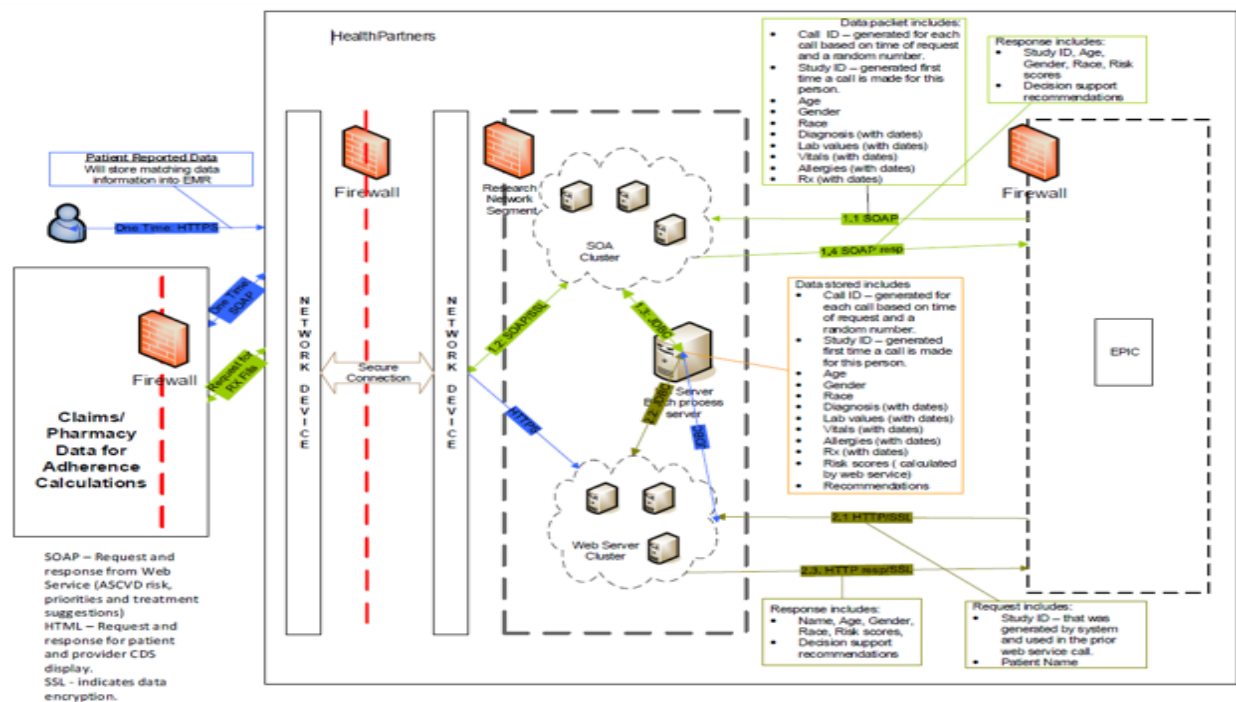 HealthPartners
Data packet includes:
• Call ID – generated for each
call based on time of request
and a random number.
• Study ID – generated first
time a call is made for this
person.
• Age
• Gender
• Race
• Diagnosis (with dates)
• Lab values (with dates)
• Vitals (with dates)
• Allergies (with dates)
• Rx (with dates)
Response includes:
• Study ID, Age,
Gender, Race, Risk
scores
• Decision support
recommendations
Patient Reported Data
Will store matching data
information into EMR
One Time: HTTPS
Firewall
Research
Network
Segment
Firewall
SOA
Cluster
1.1 SOAP
1.4 SOAP resp
One Time:
SOAP
Firewall
Request for
RX Fills
Claims/
Pharmacy
Data for
Adherence
Calculations
NETWORK DEVICE
Secure
Connection
NETWORK DEVICE
1.2: SOAP/SSL
1.3: JDBC
Server
process
server
2.2: JDBC
HTTPS
Data stored includes
• Call ID – generated for
each call based on time
of request and a
random number.
• Study ID – generated
first time a call is made
for this person.
• Age
• Gender
• Race
• Diagnosis (with dates)
• Lab values (with dates)
• Vitals (with dates)
• Allergies (with dates)
• Rx (with dates)
• Risk scores ( calculated
by web service)
• Recommendations
EPIC
Web Server
Cluster
2.1 HTTP/SSL
2.3. HTTP resp/SSL
Response includes:
• Name, Age, Gender,
Race, Risk scores,
• Decision support
recommendations
Request includes:
• Study ID – that was
generated by system
and used in the prior
web service call.
• Patient Name
SOAP – Request and
response from Web
Service (ASCVD risk,
priorities and treatment
suggestions)
HTML – Request and
response for patient
and provider CDS
display.
SSL - indicates data
encryption.